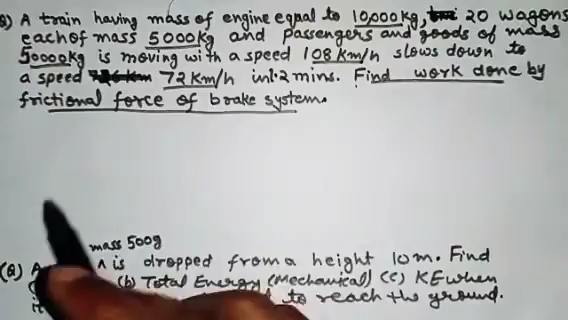 Q) A train having mass of engine equal to 10,000kg, 20 wagons
each of mass 5000kg and passengers and goods of mass
50000kg is moving with a speed 108 km/h slows down to
a speed 72 km/h in 2 mins. Find work done by
frictional force of brake system.
mass 500g
(Q) A is dropped from a height 10m. Find
(b) Total Energy (Mechanical) (c) KE when
to reach the ground.